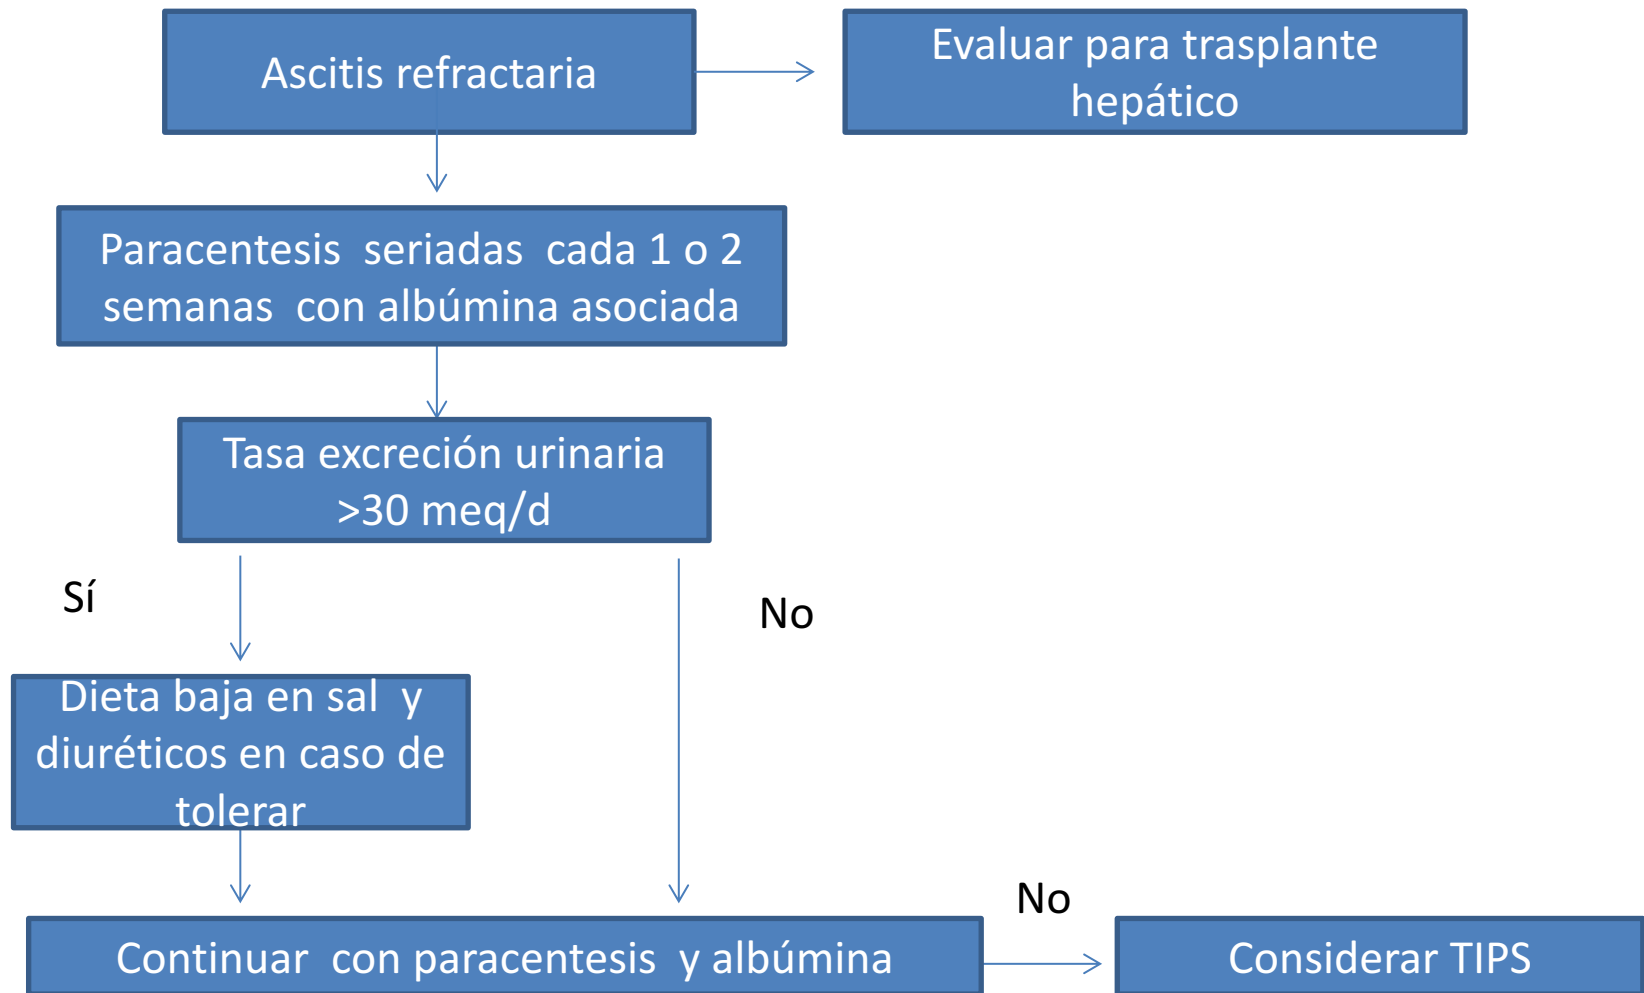 Ascitis refractaria
Evaluar para trasplante
hepático
Paracentesis seriadas cada 1 o 2
semanas con albúmina asociada
Tasa excreción urinaria
>30 meq/d
Sí
No
Dieta baja en sal y
diuréticos en caso de
tolerar
No
Continuar con paracentesis y albúmina
Considerar TIPS